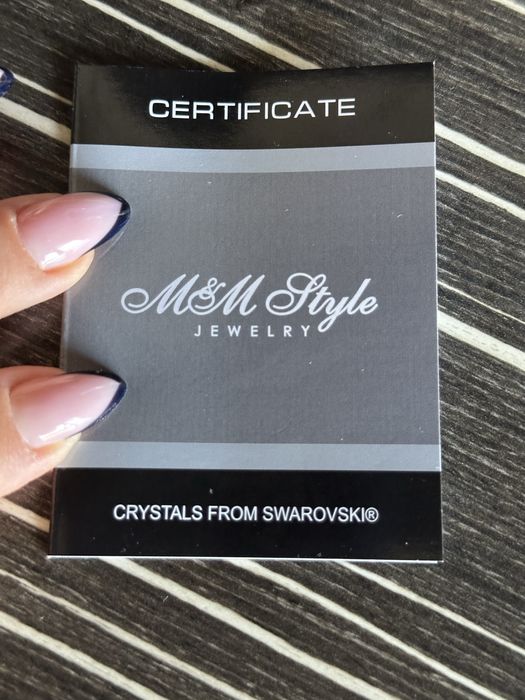 CERTIFICATE
M&M Style
JEWELRY
CRYSTALS FROM SWAROVSKI®